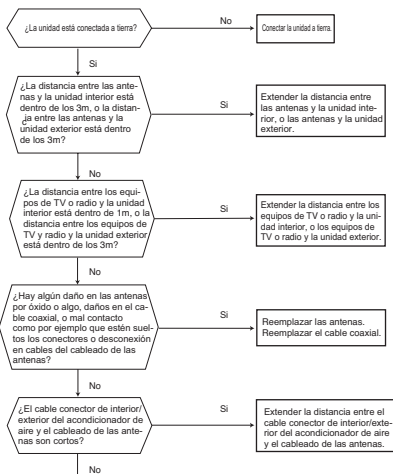 ¿La unidad está conectada a tierra?
No
Conectar la unidad a tierra.
Si
¿La distancia entre las ante-
nas y la unidad interior está
dentro de los 3m, o la distan-
¿ia entre las antenas y la
unidad exterior está dentro
de los 3m?
Si
Extender la distancia entre
las antenas y la unidad inte-
rior, o las antenas y la unidad
exterior.
No
¿La distancia entre los equi-
pos de TV o radio y la unidad
interior está dentro de 1m, o la
distancia entre los equipos de
TV y radio y la unidad exterior
está dentro de los 3m?
Si
Extender la distancia entre los
equipos de TV o radio y la uni-
dad interior, o los equipos de
TV o radio y la unidad exterior.
No
¿Hay algún daño en las antenas
por óxido o algo, daños en el ca-
ble coaxial, o mal contacto
como por ejemplo que estén suel-
tos los conectores o desconexión
en cables del cableado de las
antenas?
Si
Reemplazar las antenas.
Reemplazar el cable coaxial.
No
¿El cable conector de interior/
exterior del acondicionador de
aire y el cableado de las ante-
nas son cortos?
Si
Extender la distancia entre el
cable conector de interior/exte-
rior del acondicionador de aire
y el cableado de las antenas.
No